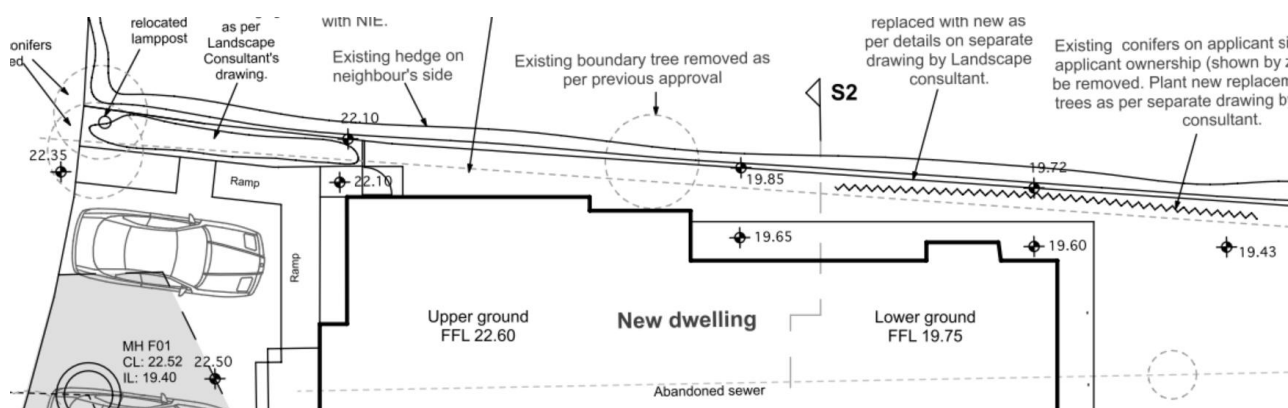 with NIE.
relocated
lamppost
as per
Landscape
Consultant's
drawing.
onifers
Existing hedge on
neighbour's side
Existing boundary tree removed as
per previous approval
replaced with new as
per details on separate
drawing by Landscape
consultant.
Existing conifers on applicant si
applicant ownership (shown by z
be removed. Plant new replacem
trees as per separate drawing b
consultant.
S2
22.10
22.35
22.10
19.85
19.72
Ramp
19.65
19.60
19.43
Ramp
Upper ground
FFL 22.60
New dwelling
Lower ground
FFL 19.75
MH F01
CL: 22.52
IL: 19.40
22.50
Abandoned sewer